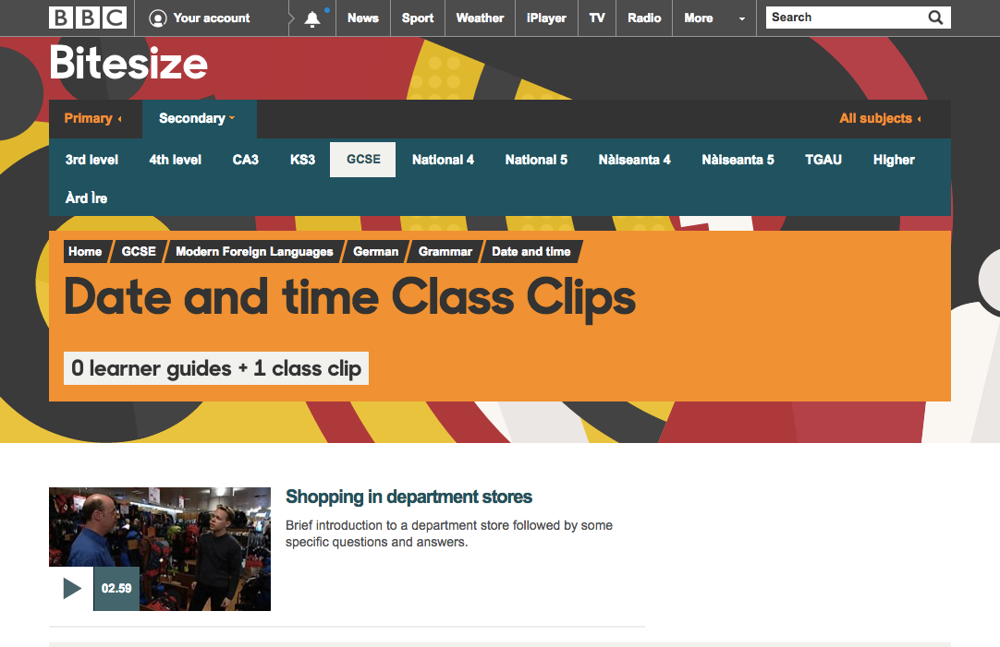 BBC
Your account
News
Sport
Weather
iPlayer
TV
Radio
More
Search
Bitesize
Primary
Secondary
All subjects
3rd level
4th level
CA3
KS3
GCSE
National 4
National 5
Nàiseanta 4
Nàiseanta 5
TGAU
Higher
Àrd Ìre
Home
GCSE
Modern Foreign Languages
German
Grammar
Date and time
Date and time Class Clips
0 learner guides + 1 class clip
Shopping in department stores
Brief introduction to a department store followed by some
specific questions and answers.
02.59